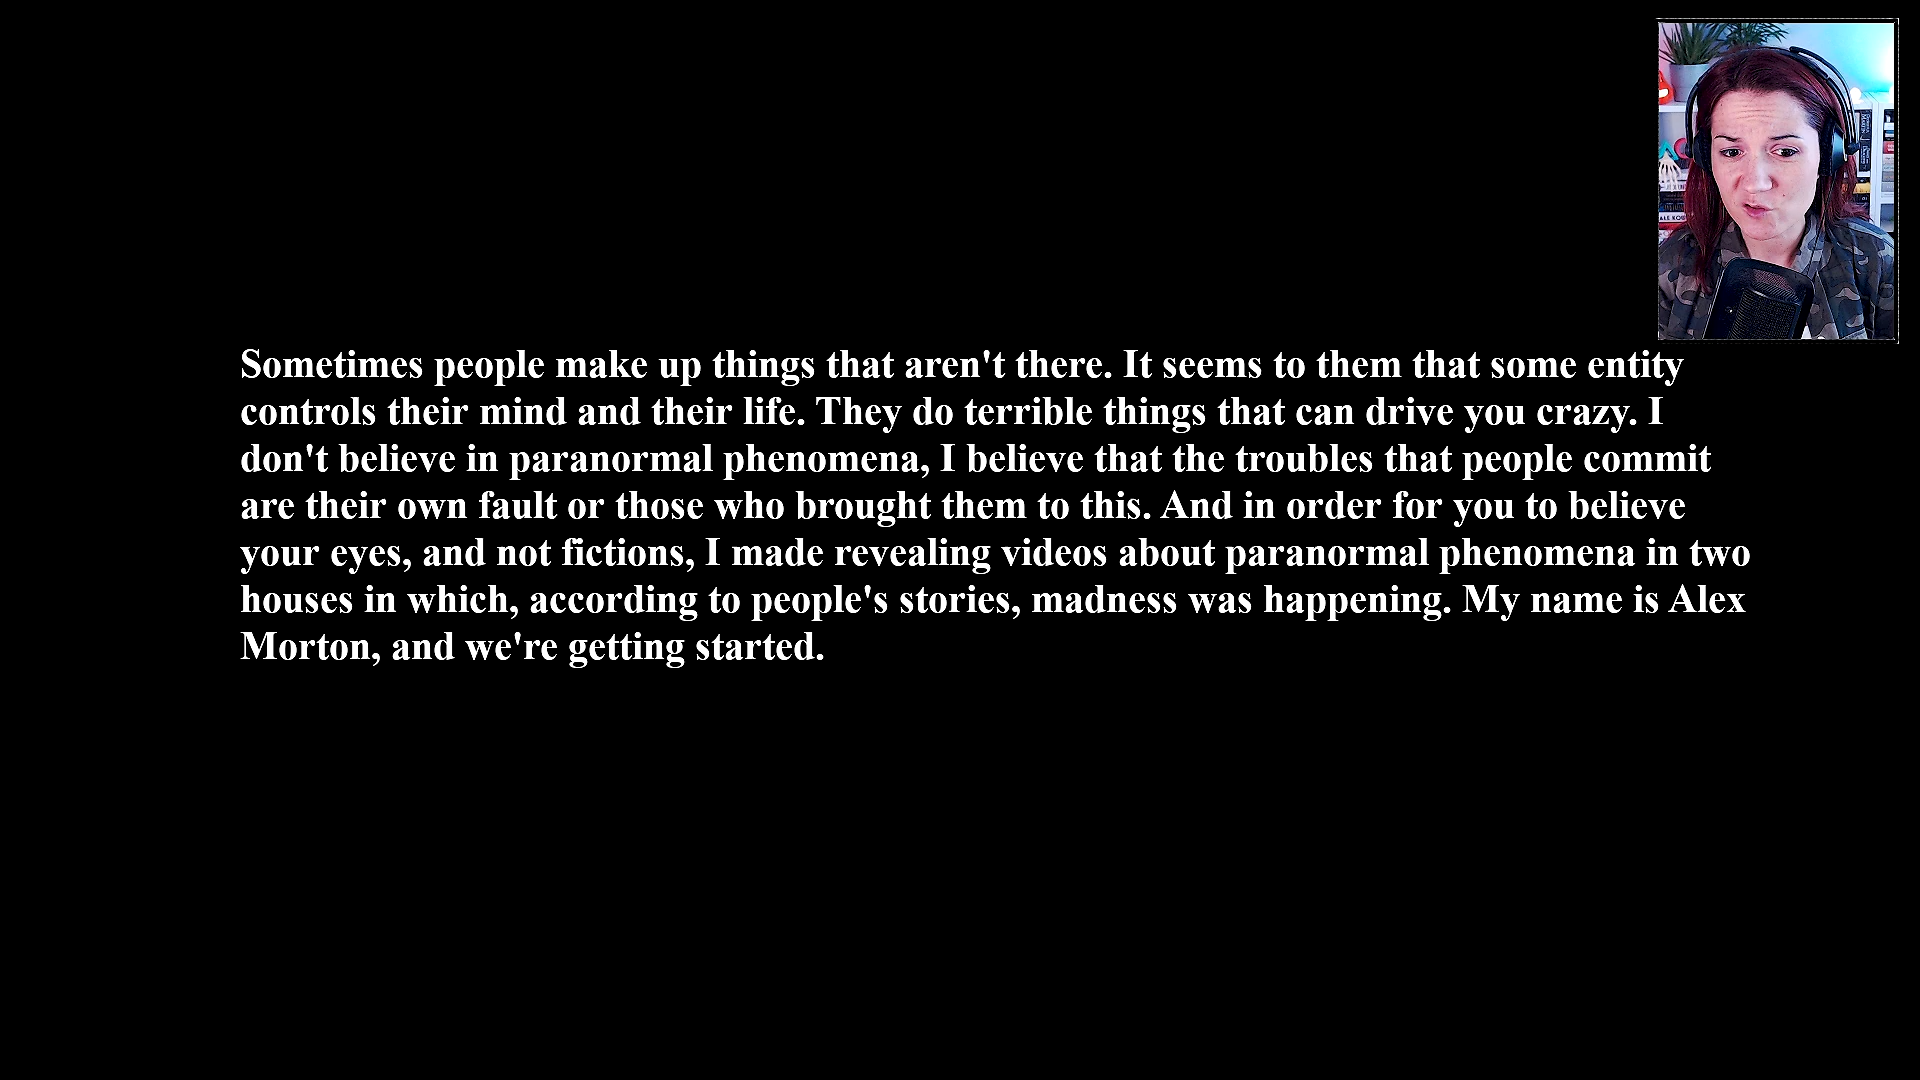 Sometimes people make up things that aren't there. It seems to them that some entity
controls their mind and their life. They do terrible things that can drive you crazy. I
don't believe in paranormal phenomena, I believe that the troubles that people commit
are their own fault or those who brought them to this. And in order for you to believe
your eyes, and not fictions, I made revealing videos about paranormal phenomena in two
houses in which, according to people's stories, madness was happening. My name is Alex
Morton, and we're getting started.